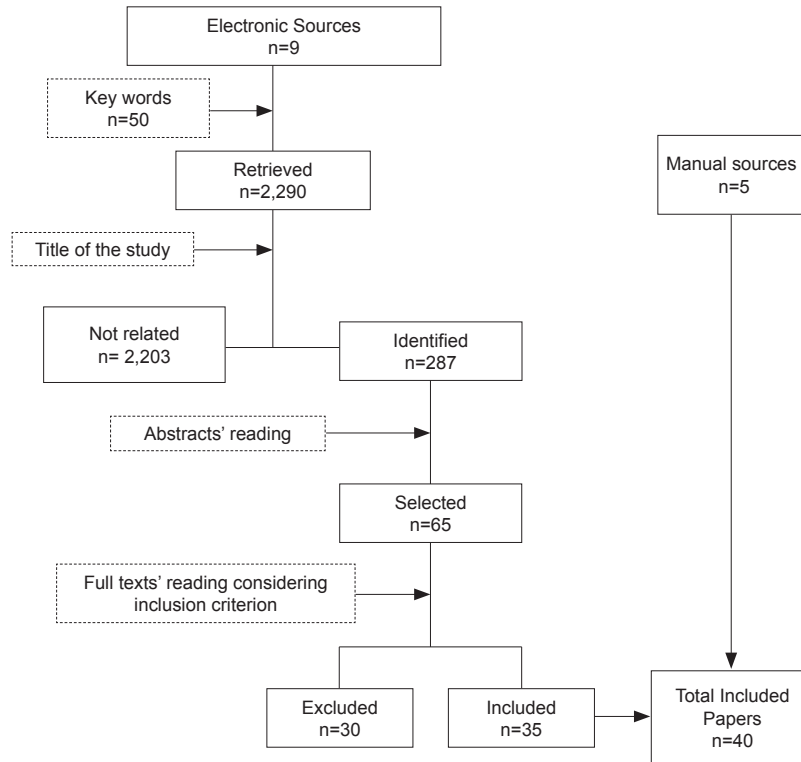 Electronic Sources
n=9
Key words
n=50
Retrieved
n=2,290
Manual sources
n=5
Title of the study
Not related
n= 2,203
Identified
n=287
Abstracts' reading
Selected
n=65
Full texts' reading considering
inclusion criterion
Excluded
n=30
Included
n=35
Total Included
Papers
n=40